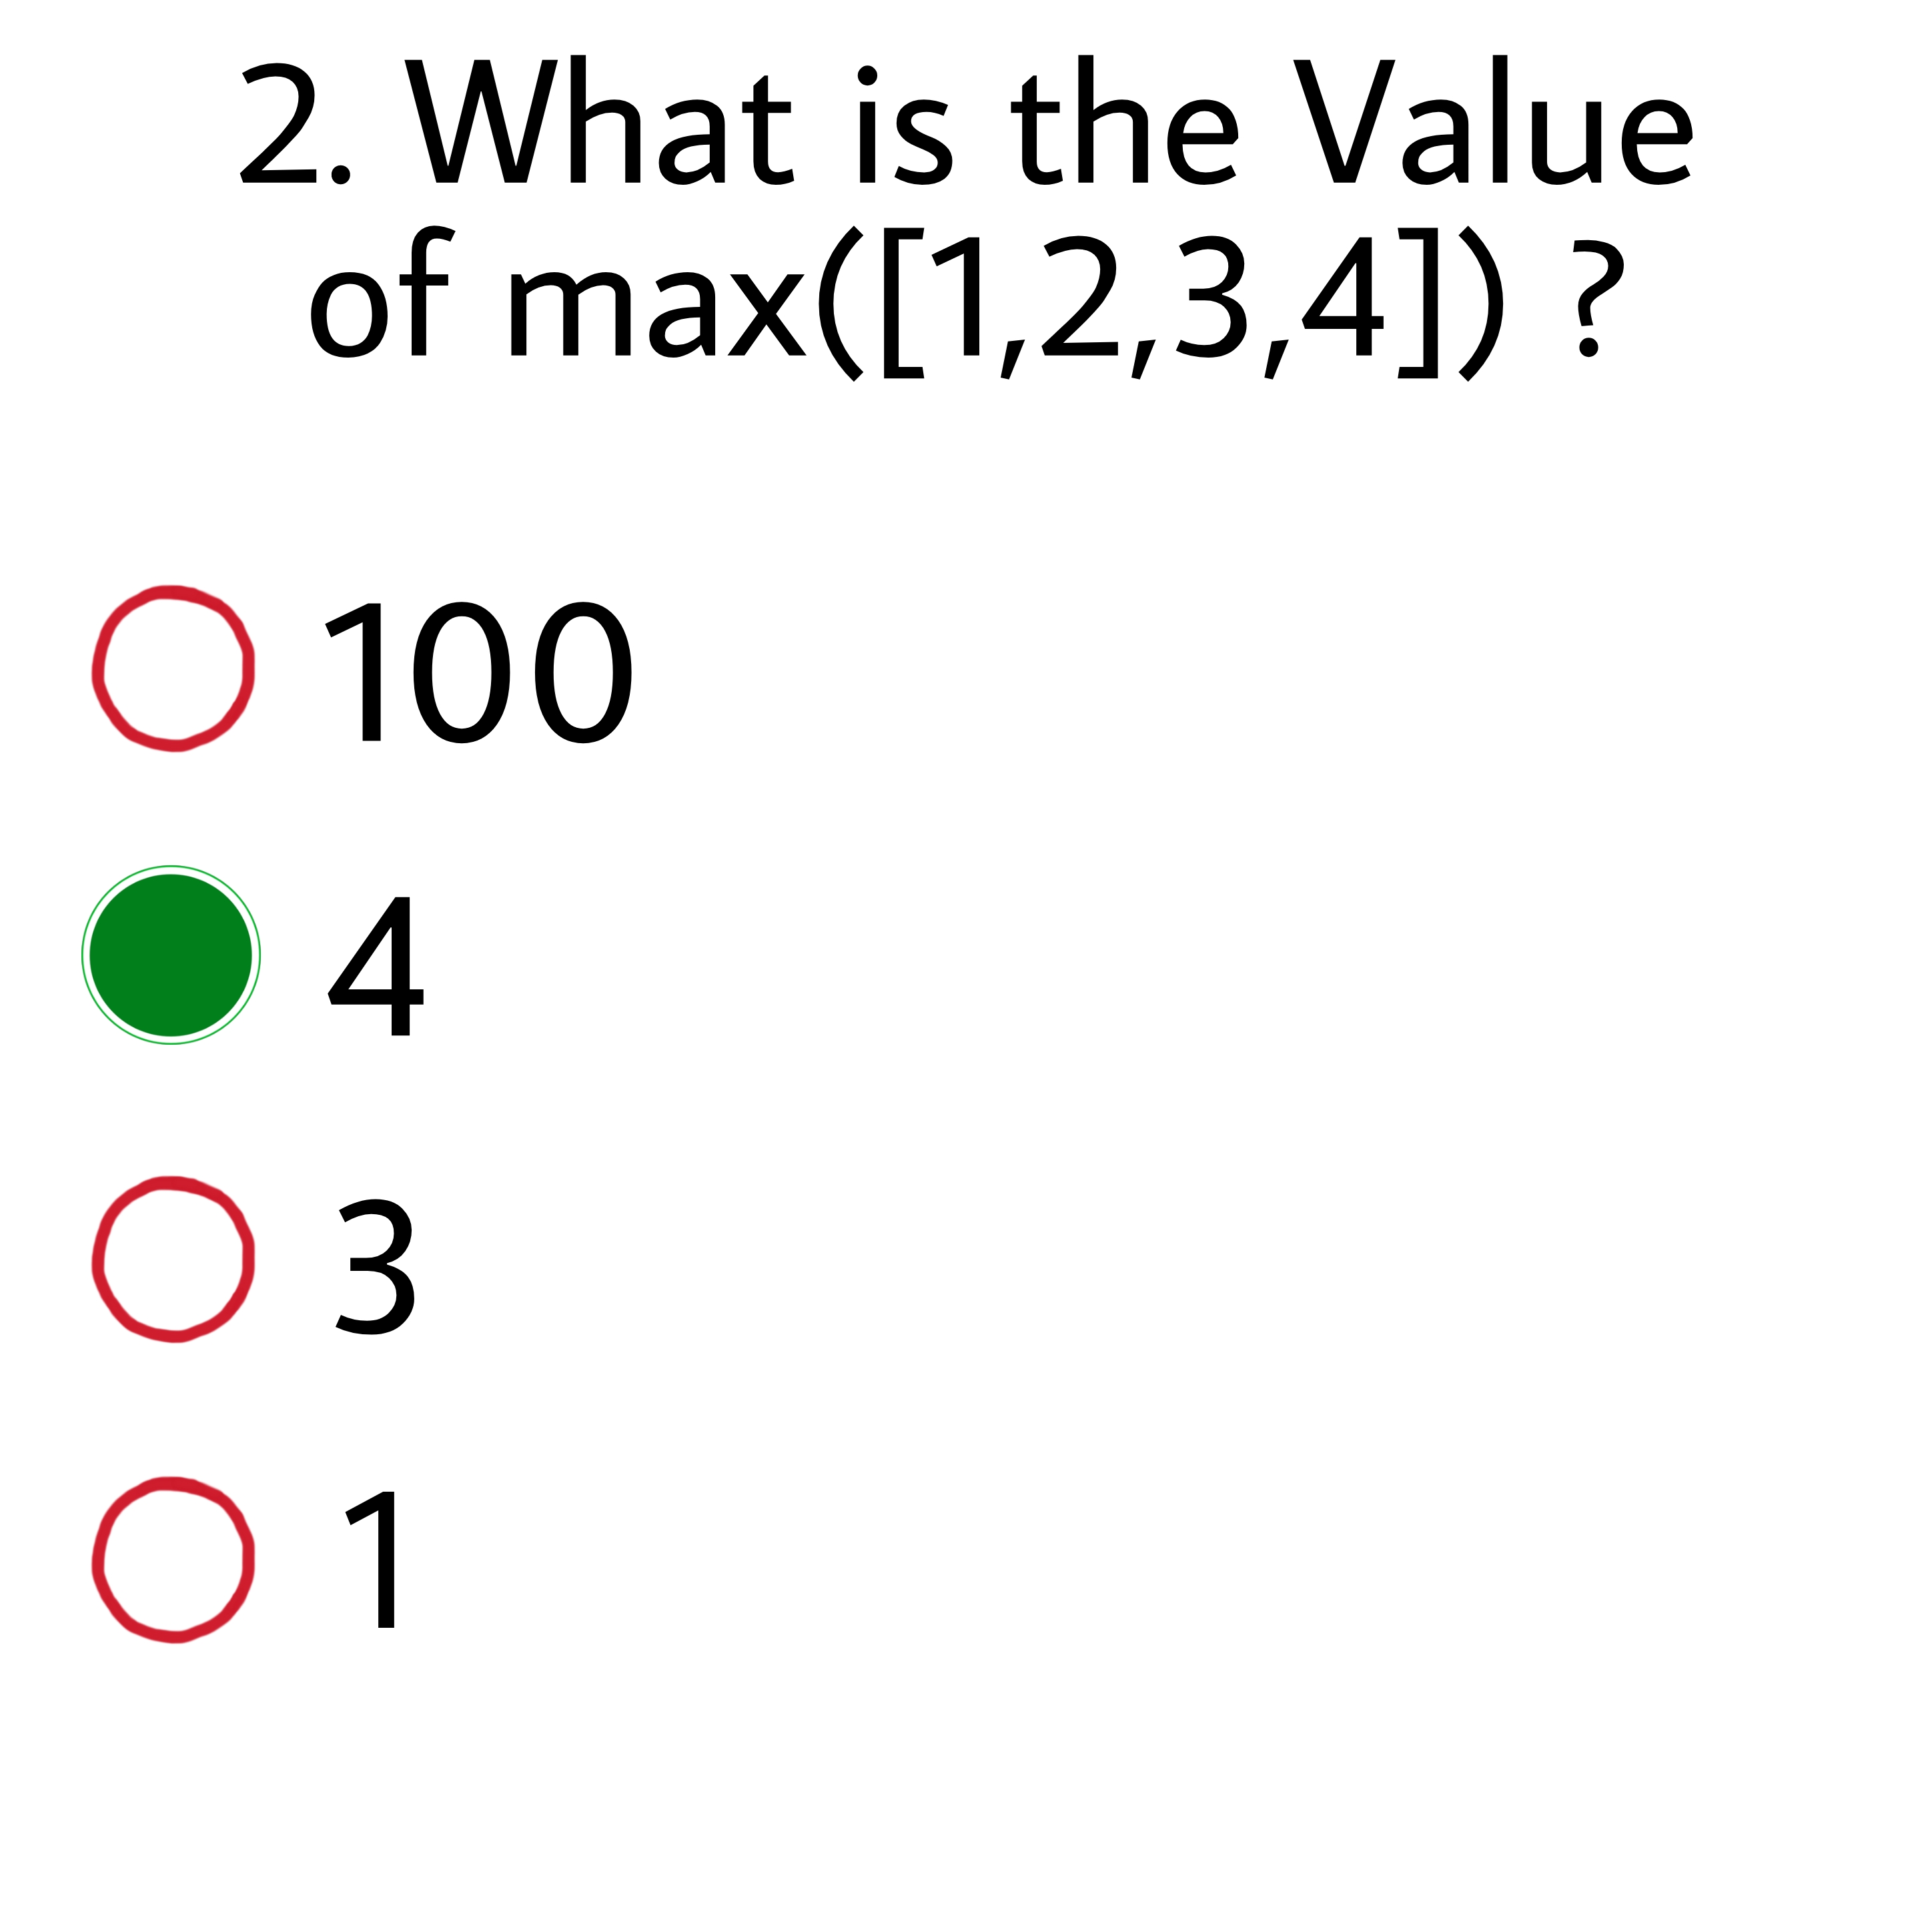 2. What is the Value
of max([1,2,3,4]) ?
100
4
3
1